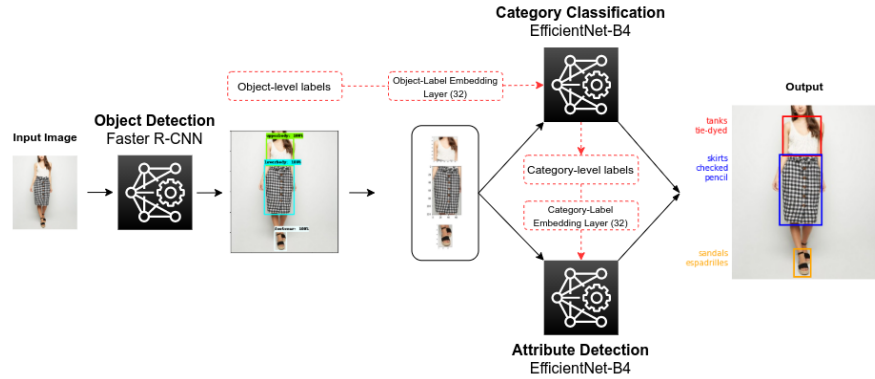 Category Classification
EfficientNet-B4
Object-level labels
Object-Label Embedding
Layer (32)
Output
Object Detection
Faster R-CNN
Input Image
tanks
tie-dyed
skirts
checked
pencil
Category-level labels
Category-Label
Embedding Layer (32)
sandals
espadrilles
Attribute Detection
EfficientNet-B4